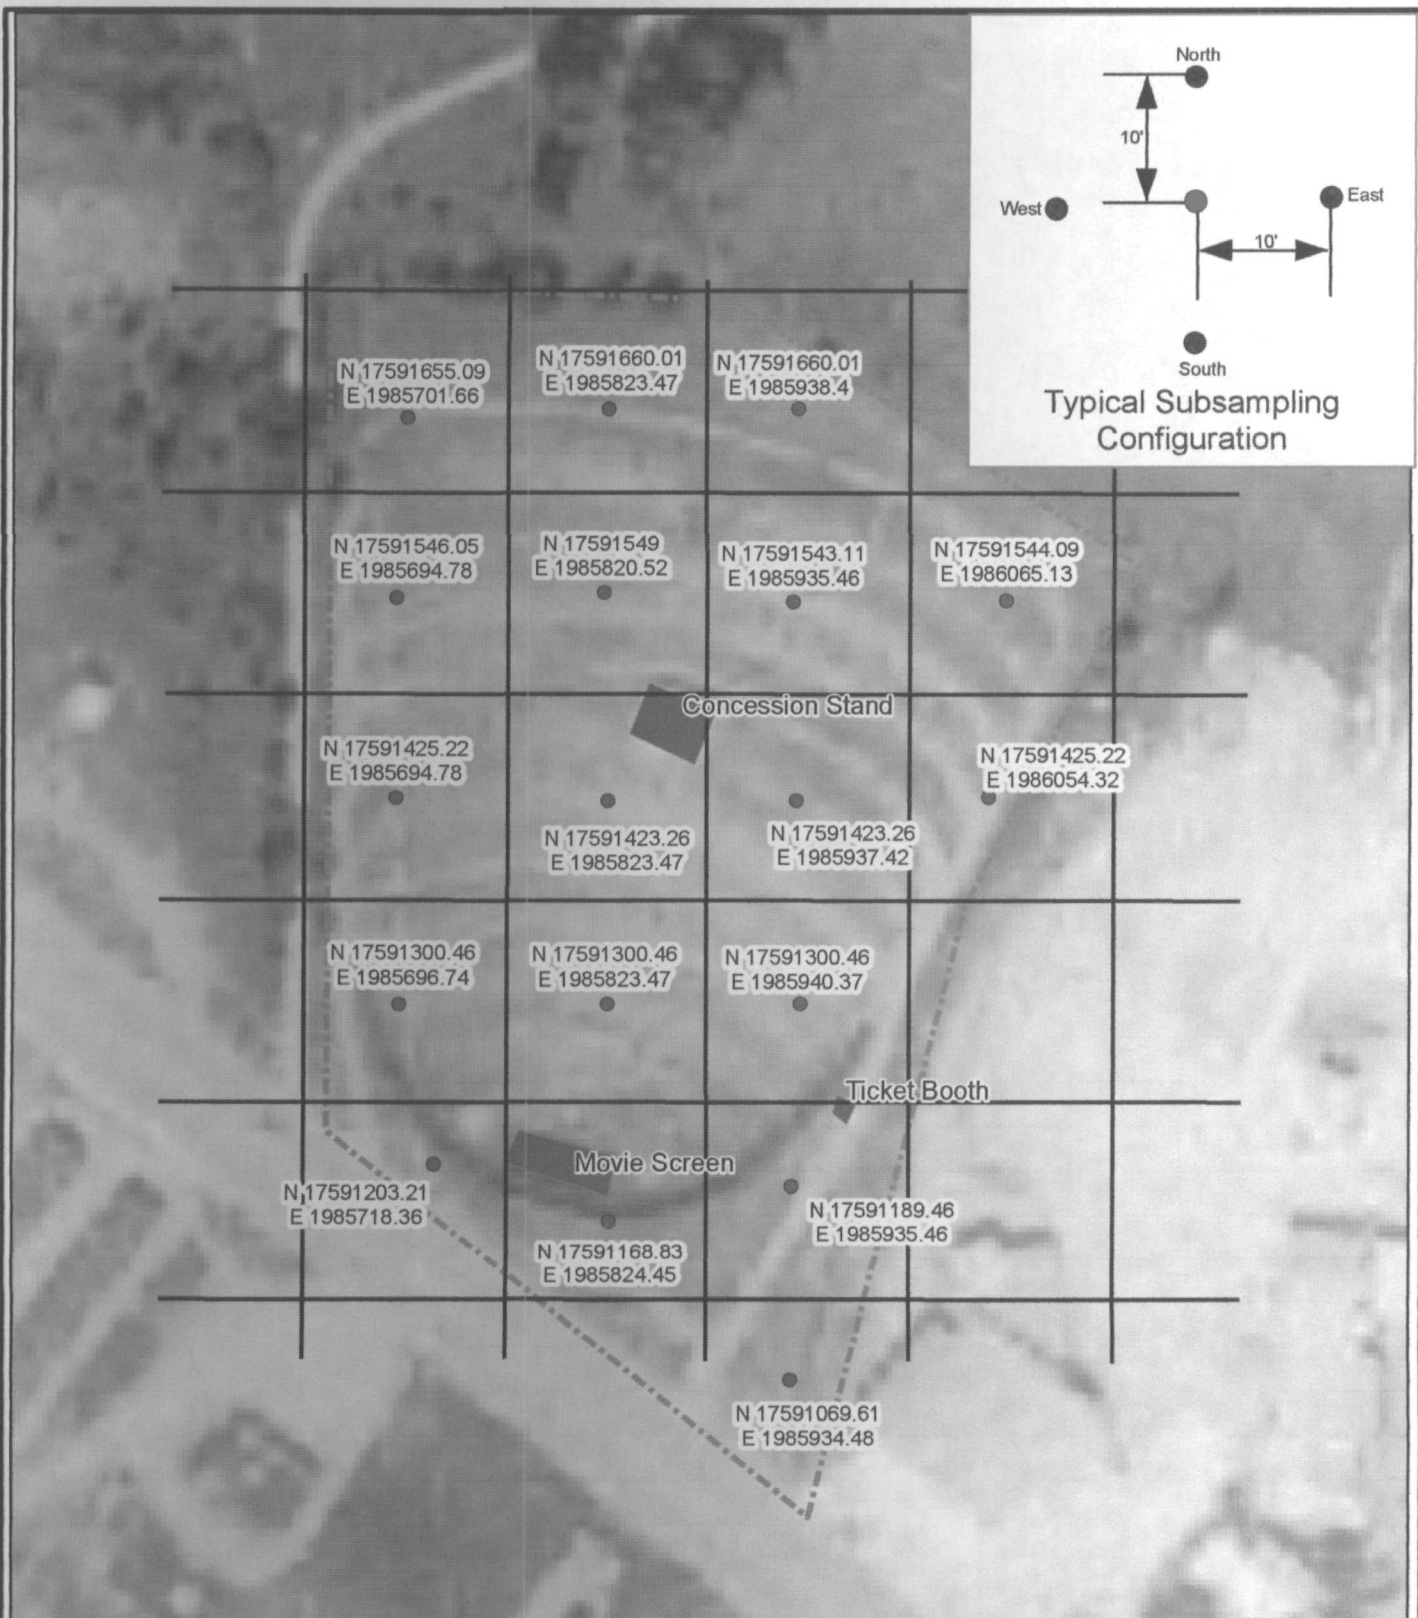 North
10'
West
East
10'
South
Typical Subsampling
Configuration
N 17591655.09
E 1985701.66
N 17591660.01
E 1985823.47
N 17591660.01
E 1985938.4
N 17591546.05
E 1985694.78
N 17591549
E 1985820.52
N 17591543.11
E 1985935.46
N 17591544.09
E 1986065.13
Concession Stand
N 17591425.22
E 1985694.78
N 17591423.26
E 1985823.47
N 17591423.26
E 1985937.42
N 17591425.22
E 1986054.32
N 17591300.46
E 1985696.74
N 17591300.46
E 1985823.47
N 17591300.46
E 1985940.37
Ticket Booth
Movie Screen
N 17591203.21
E 1985718.36
N 17591168.83
E 1985824.45
N 17591189.46
E 1985935.46
N 17591069.61
E 1985934.48